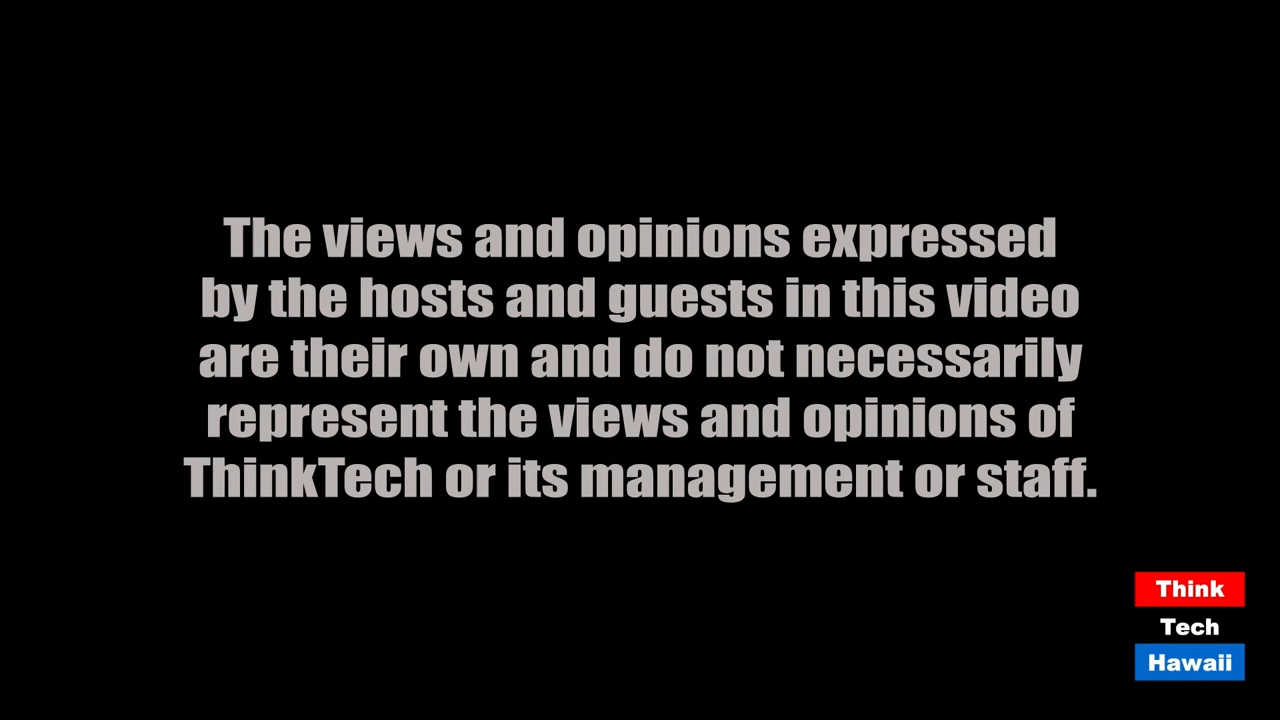 The views and opinions expressed
by the hosts and guests in this video
are their own and do not necessarily
represent the views and opinions of
ThinkTech or its management or staff.
Think
Tech
Hawaii